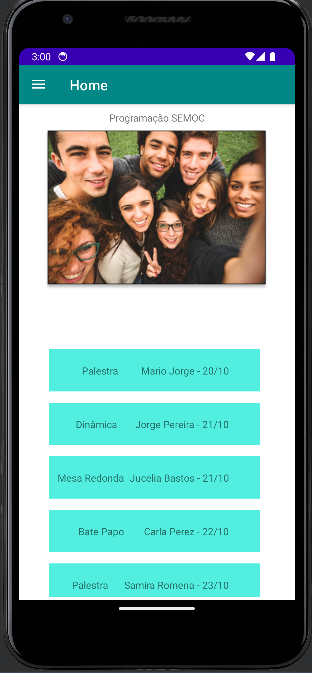 3:00
Home
Programação SEMOC
Palestra Mario Jorge - 20/10
Dinâmica Jorge Pereira - 21/10
Mesa Redonda Jucelia Bastos - 21/10
Bate Papo Carla Perez - 22/10
Palestra Samira Romena - 23/10